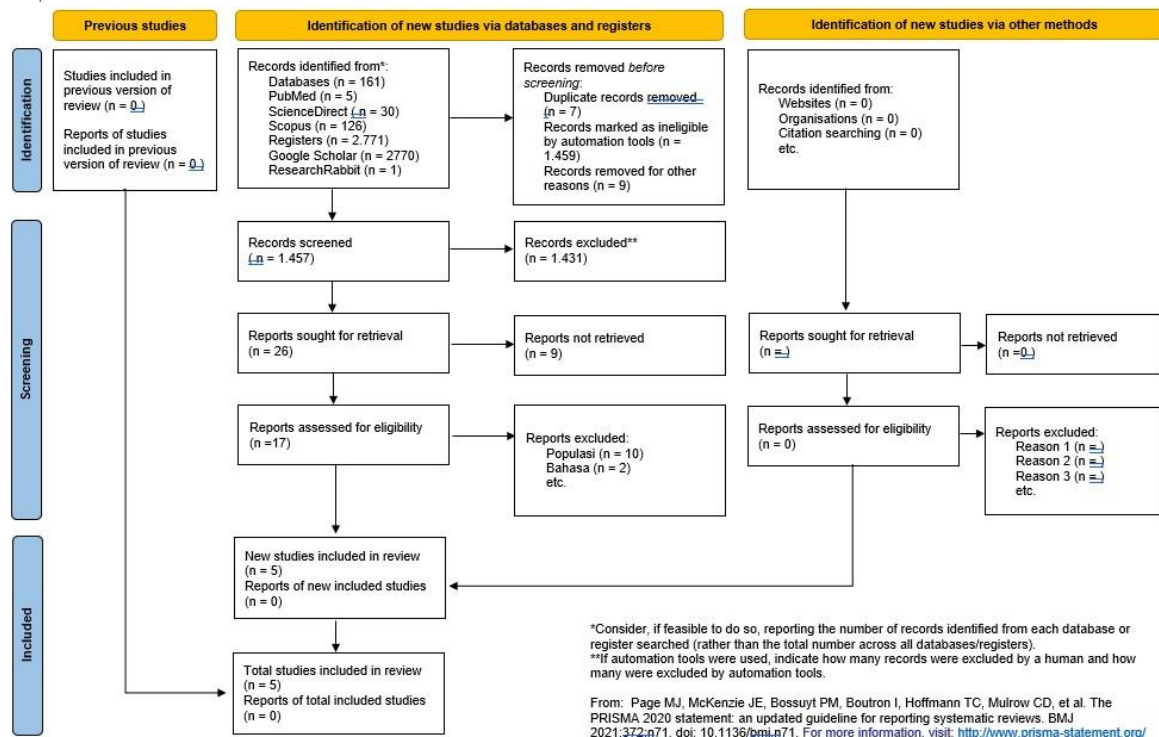 Previous studies
Identification of new studies via databases and registers
Identification of new studies via other methods
Identification
Studies included in
previous version of
review (n = 0 )
Reports of studies
included in previous
version of review (n = 0 )
Records identified from*:
Databases (n = 161)
PubMed (n = 5)
ScienceDirect ( n = 30)
Scopus (n = 126)
Registers (n = 2.771)
Google Scholar (n = 2770)
ResearchRabbit (n = 1)
Records removed before
screening:
Duplicate records removed
(n = 7)
Records marked as ineligible
by automation tools (n =
1.459)
Records removed for other
reasons (n = 9)
Records identified from:
Websites (n = 0)
Organisations (n = 0)
Citation searching (n = 0)
etc.
Screening
Records screened
( n = 1.457)
Records excluded**
(n = 1.431)
Reports sought for retrieval
(n = 26)
Reports not retrieved
(n = 9)
Reports sought for retrieval
(n = )
Reports not retrieved
(n =0 )
Reports assessed for eligibility
(n =17)
Reports excluded:
Populasi (n = 10)
Bahasa (n = 2)
etc.
Reports assessed for eligibility
(n = 0)
Reports excluded:
Reason 1 (n = )
Reason 2 (n = )
Reason 3 (n = )
etc.
Included
New studies included in review
(n = 5)
Reports of new included studies
(n = 0)
Total studies included in review
(n = 5)
Reports of total included studies
(n = 0)
*Consider, if feasible to do so, reporting the number of records identified from each database or
register searched (rather than the total number across all databases/registers).
**If automation tools were used, indicate how many records were excluded by a human and how
many were excluded by automation tools.
From: Page MJ, McKenzie JE, Bossuyt PM, Boutron I, Hoffmann TC, Mulrow CD, et al. The
PRISMA 2020 statement: an updated guideline for reporting systematic reviews. BMJ
2021;372:n71. doi: 10.1136/bmj.n71. For more information, visit: http://www.prisma-statement.org/